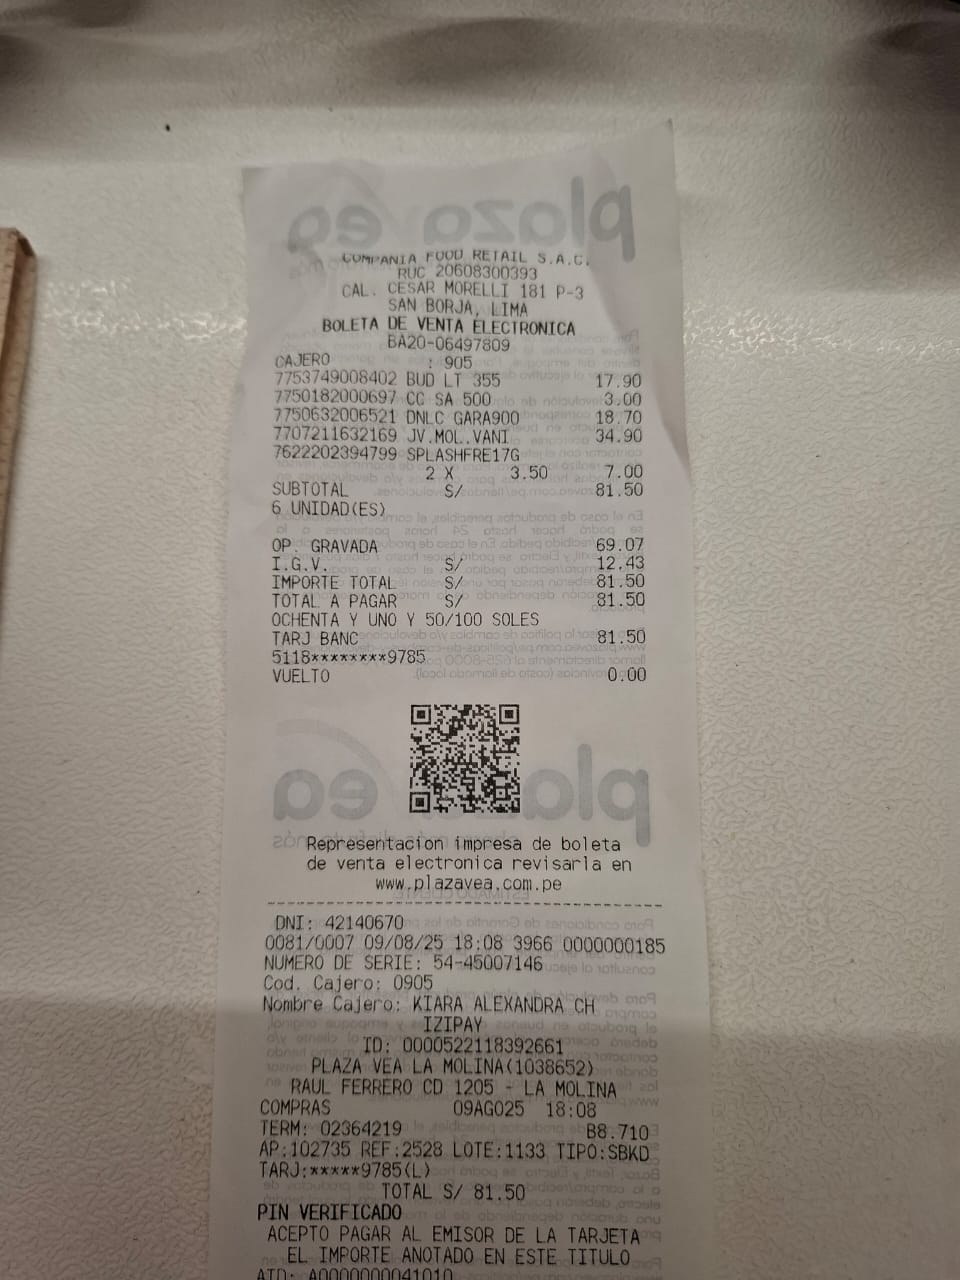 COMPANIA FOOD RETAIL S.A.C.
RUC 20608300393
CAL. CESAR MORELLI 181 P-3
SAN BORJA, LIMA
BOLETA DE VENTA ELECTRONICA
BA20-06497809
CAJERO : 905
7753749008402 BUD LT 355 17.90
7750182000697 CC SA 500 3.00
7750632006521 DNLC GARA900 18.70
7707211632169 JV.MOL.VANI 34.90
7622202394799 SPLASHFRE17G
2 X 3.50 7.00
SUBTOTAL S/ 81.50
6 UNIDAD(ES)
OP. GRAVADA 69.07
I.G.V. S/ 12.43
IMPORTE TOTAL S/ 81.50
TOTAL A PAGAR S/ 81.50
OCHENTA Y UNO Y 50/100 SOLES
TARJ BANC 81.50
5118********9785
VUELTO 0.00
Representacion impresa de boleta
de venta electronica revisarla en
www.plazavea.com.pe
DNI: 42140670
0081/0007 09/08/25 18:08 3966 0000000185
NUMERO DE SERIE: 54-45007146
Cod. Cajero: 0905
Nombre Cajero: KIARA ALEXANDRA CH
IZIPAY
ID: 0000522118392661
PLAZA VEA LA MOLINA(1038652)
RAUL FERRERO CD 1205 - LA MOLINA
COMPRAS 09AGO25 18:08
TERM: 02364219 B8.710
AP:102735 REF:2528 LOTE:1133 TIPO:SBKD
TARJ:*****9785(L)
TOTAL S/ 81.50
PIN VERIFICADO
ACEPTO PAGAR AL EMISOR DE LA TARJETA
EL IMPORTE ANOTADO EN ESTE TITULO